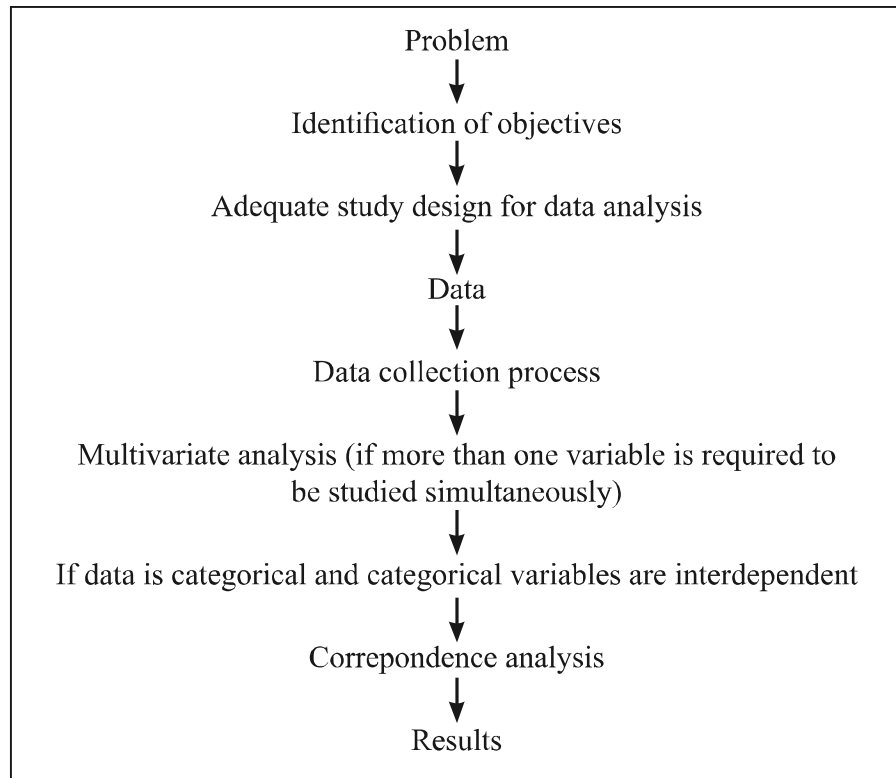 Problem
Identification of objectives
Adequate study design for data analysis
Data
Data collection process
Multivariate analysis (if more than one variable is required to
be studied simultaneously)
If data is categorical and categorical variables are interdependent
Correpondence analysis
Results